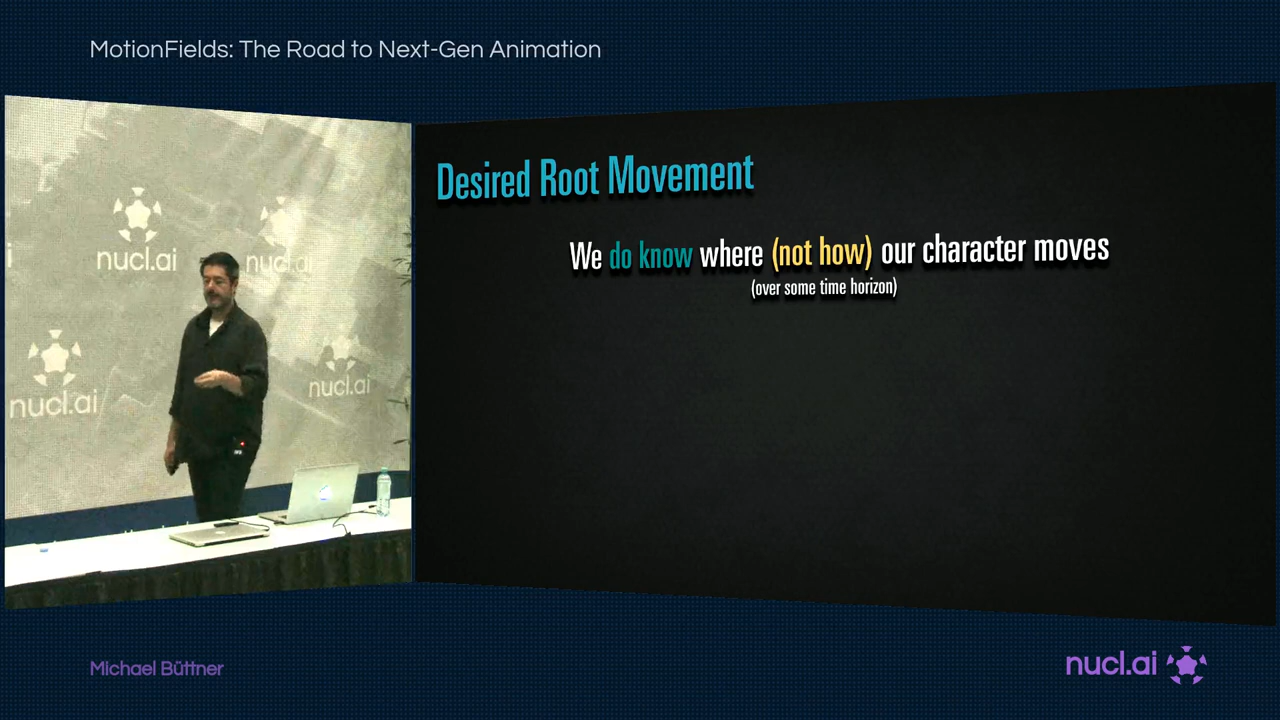 MotionFields: The Road to Next-Gen Animation
nucl.ai
nucl.ai
nucl.ai
nucl.ai
Desired Root Movement
We do know where (not how) our character moves
(over some time horizon)
Michael Büttner
nucl.ai